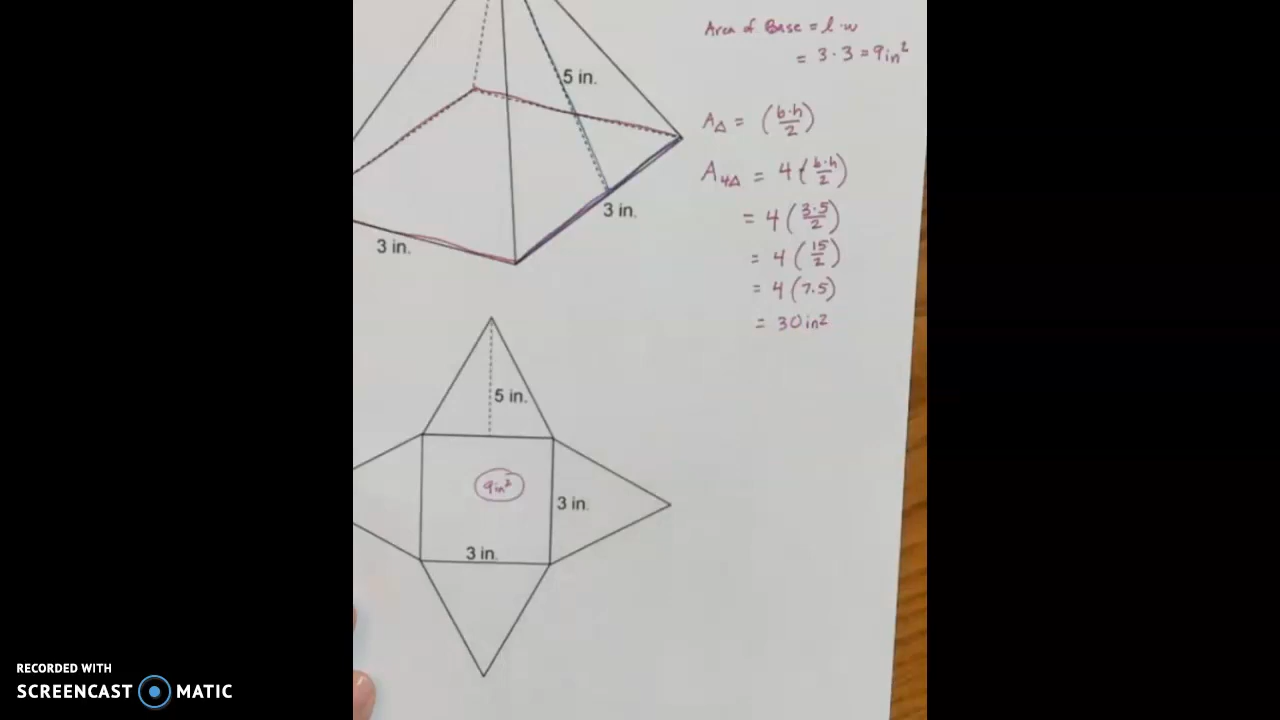 Area of Base = l · w
= 3 · 3 = 9in²
5 in.
A△ = (b·h/2)
A4△ = 4(b·h/2)
3 in.
= 4(3·5/2)
3 in.
= 4(15/2)
= 4(7.5)
= 30in²
5 in.
9in²
3 in.
3 in.
RECORDED WITH
SCREENCAST MATIC